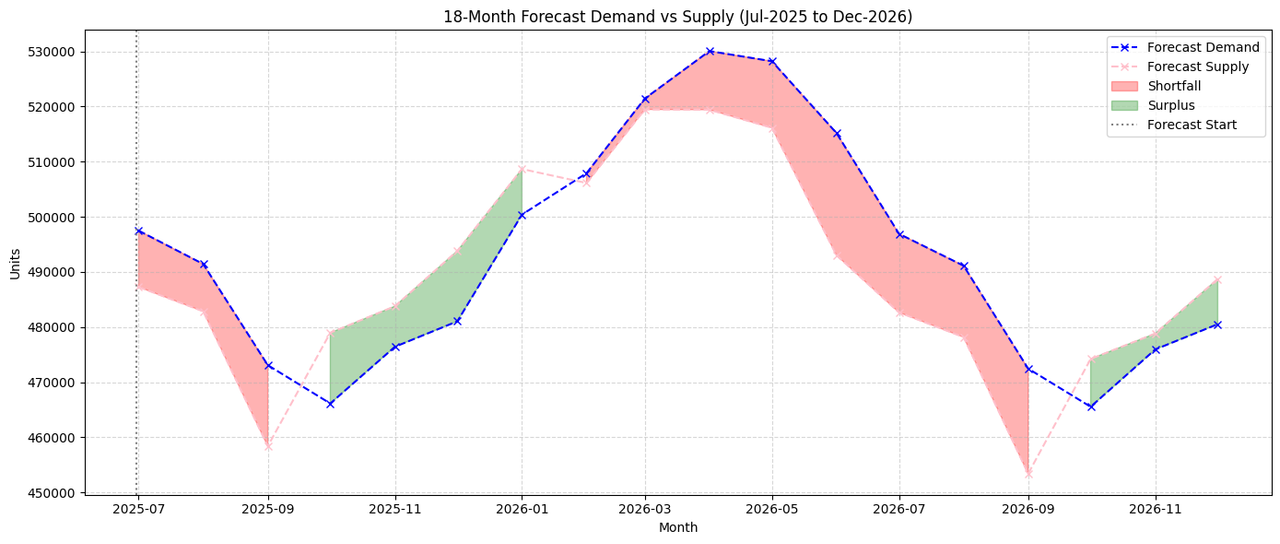 18-Month Forecast Demand vs Supply (Jul-2025 to Dec-2026)
Forecast Demand
Forecast Supply
Shortfall
Surplus
Forecast Start
Units
530000
520000
510000
500000
490000
480000
470000
460000
450000
2025-07 2025-09 2025-11 2026-01 2026-03 2026-05 2026-07 2026-09 2026-11
Month